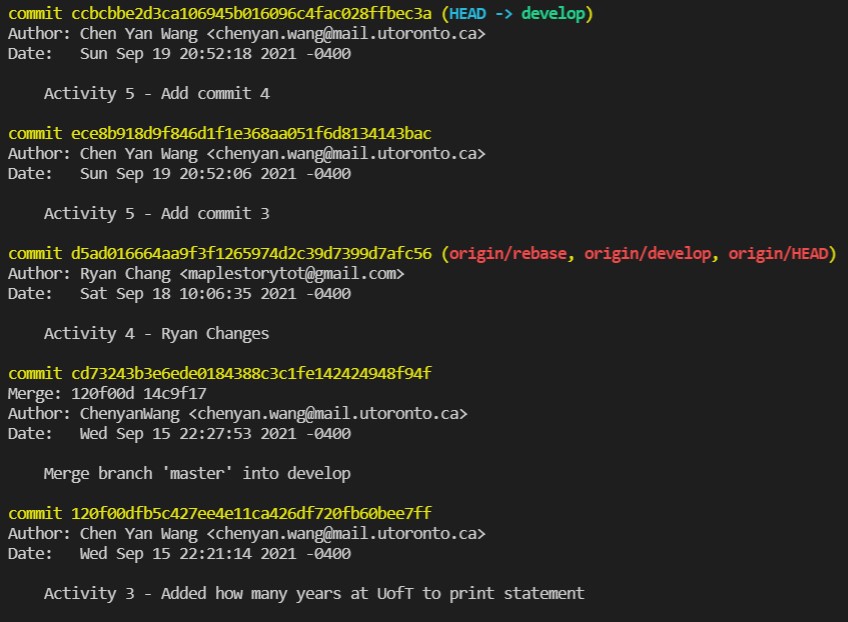 commit ccbcbbe2d3ca106945b016096c4fac028ffbec3a (HEAD -> develop)
Author: Chen Yan Wang <chenyan.wang@mail.utoronto.ca>
Date:   Sun Sep 19 20:52:18 2021 -0400
Activity 5 - Add commit 4
commit ece8b918d9f846d1f1e368aa051f6d8134143bac
Author: Chen Yan Wang <chenyan.wang@mail.utoronto.ca>
Date:   Sun Sep 19 20:52:06 2021 -0400
Activity 5 - Add commit 3
commit d5ad016664aa9f3f1265974d2c39d7399d7afc56 (origin/rebase, origin/develop, origin/HEAD)
Author: Ryan Chang <maplestorytot@gmail.com>
Date:   Sat Sep 18 10:06:35 2021 -0400
Activity 4 - Ryan Changes
commit cd73243b3e6ede0184388c3c1fe142424948f94f
Merge: 120f00d 14c9f17
Author: ChenyanWang <chenyan.wang@mail.utoronto.ca>
Date:   Wed Sep 15 22:27:53 2021 -0400
Merge branch 'master' into develop
commit 120f00dfb5c427ee4e11ca426df720fb60bee7ff
Author: Chen Yan Wang <chenyan.wang@mail.utoronto.ca>
Date:   Wed Sep 15 22:21:14 2021 -0400
Activity 3 - Added how many years at UofT to print statement